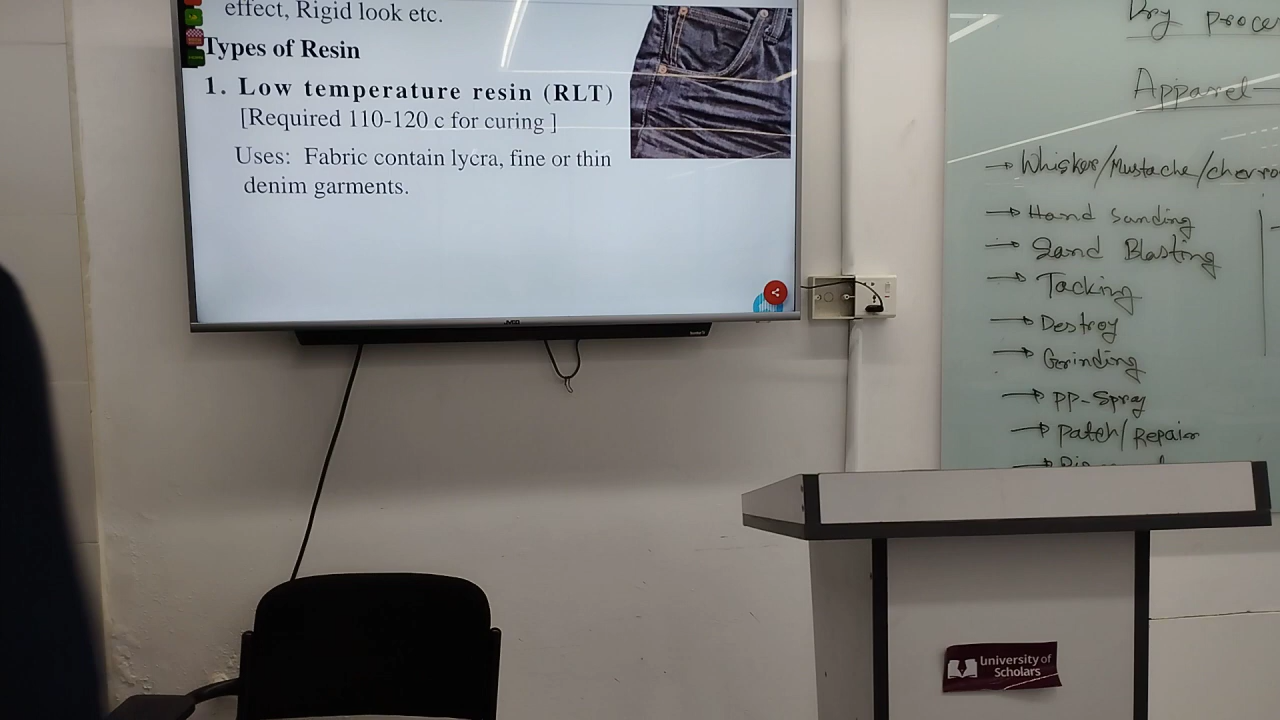 effect, Rigid look etc.
Types of Resin
1. Low temperature resin (RLT)
[Required 110-120 c for curing ]
Uses: Fabric contain lycra, fine or thin
denim garments.
JVCO
Dry proce
Apparel
→ Whisker/Mustache/chevro
→ Hand Sanding
→ Sand Blasting
→ Tacking
→ Destroy
→ Grinding
→ PP-Spray
→ Patch/Repair
University of
Scholars